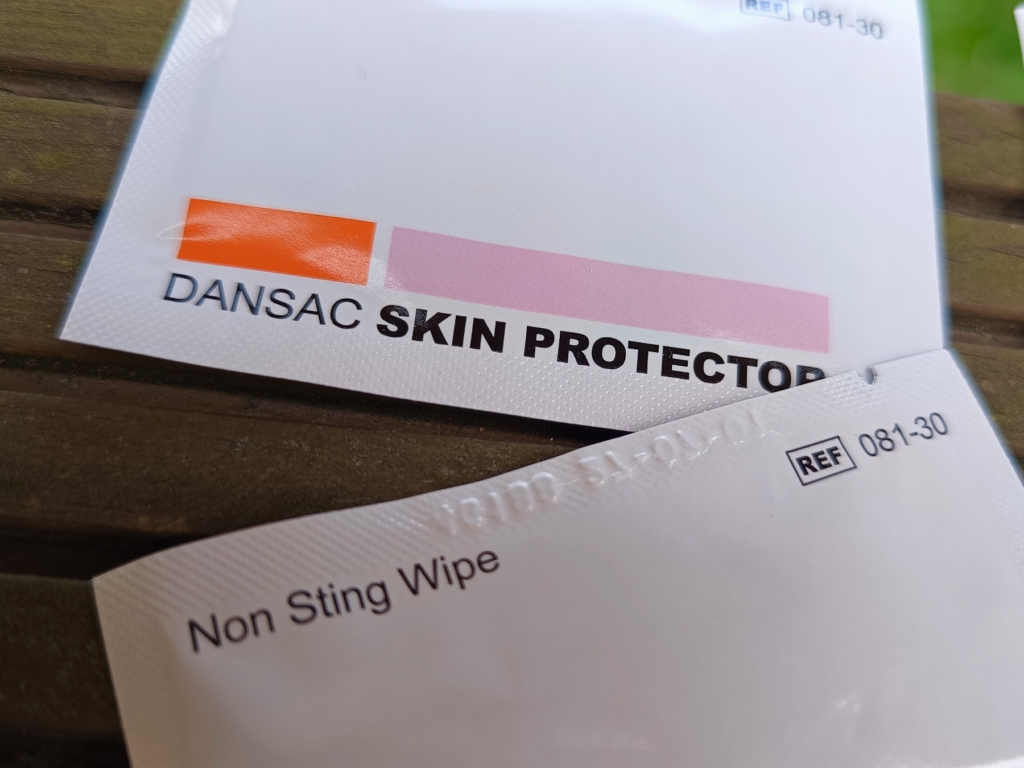 REF 081-30
DANSAC SKIN PROTECTOR
REF 081-30
Non Sting Wipe